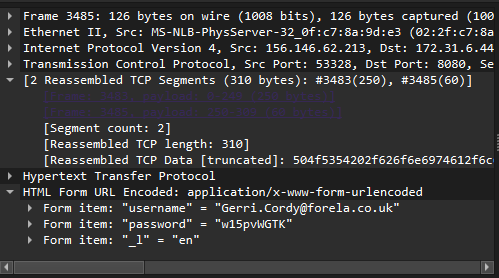 Frame 3485: 126 bytes on wire (1008 bits), 126 bytes captured (100
Ethernet II, Src: MS-NLB-PhysServer-32_0f:c7:8a:9d:e3 (02:2f:c7:8a
Internet Protocol Version 4, Src: 156.146.62.213, Dst: 172.31.6.44
Transmission Control Protocol, Src Port: 53328, Dst Port: 8080, Se
[2 Reassembled TCP Segments (310 bytes): #3483(250), #3485(60)]
[Segment count: 2]
[Reassembled TCP length: 310]
[Reassembled TCP Data [truncated]: 504f5354202f626f6e6974612f6c
Hypertext Transfer Protocol
HTML Form URL Encoded: application/x-www-form-urlencoded
Form item: "username" = "Gerri.Cordy@forela.co.uk"
Form item: "password" = "w15pvWGTK"
Form item: "_l" = "en"